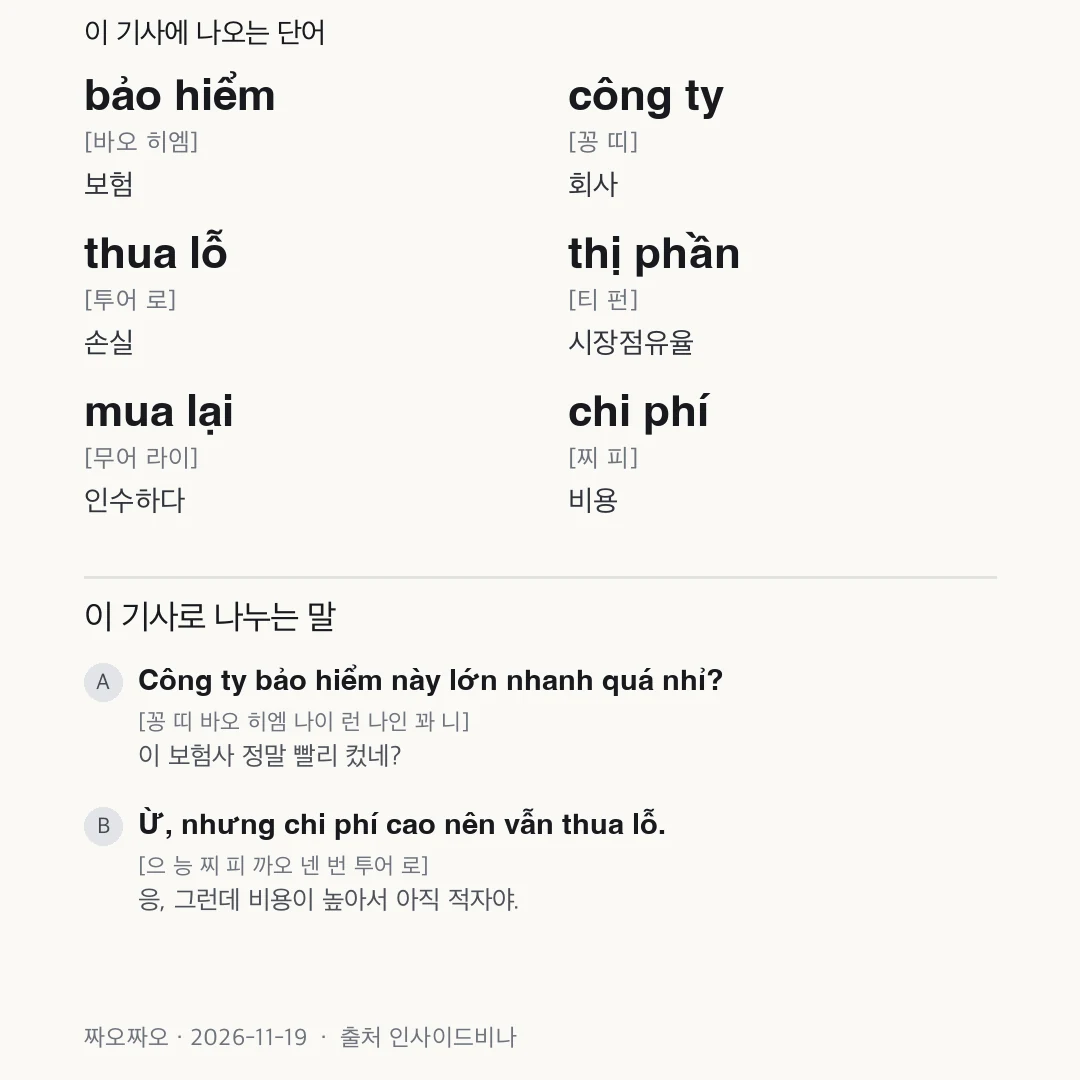 이 기사에 나오는 단어
bảo hiểm
[바오 히엠]
보험
công ty
[꽁 띠]
회사
thua lỗ
[투어 로]
손실
thị phần
[티 펀]
시장점유율
mua lại
[무어 라이]
인수하다
chi phí
[찌 피]
비용
이 기사로 나누는 말
A Công ty bảo hiểm này lớn nhanh quá nhỉ?
[꽁 띠 바오 히엠 나이 런 나인 꽈 니]
이 보험사 정말 빨리 컸네?
B Ừ, nhưng chi phí cao nên vẫn thua lỗ.
[으 능 찌 피 까오 넨 번 투어 로]
응, 그런데 비용이 높아서 아직 적자야.
짜오짜오 · 2026-11-19 · 출처 인사이드비나